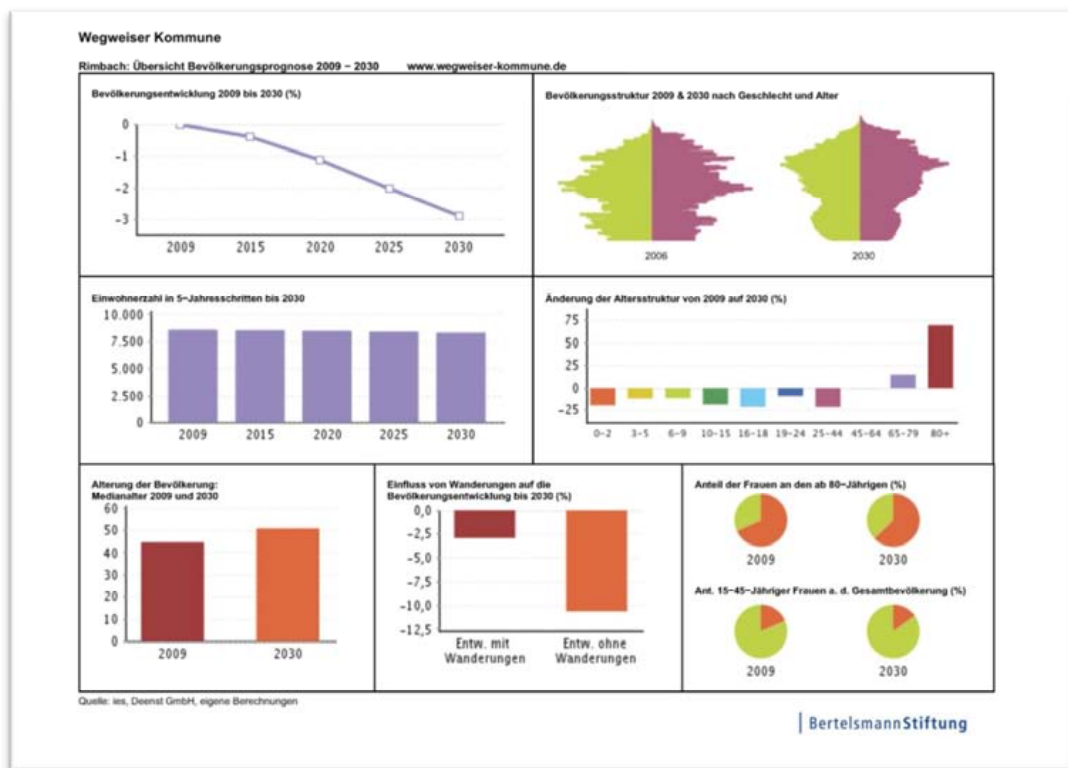 Wegweiser Kommune
Rimbach: Übersicht Bevölkerungsprognose 2009 – 2030 www.wegweiser-kommune.de
Bevölkerungsentwicklung 2009 bis 2030 (%)
0
-1
-2
-3
2009 2015 2020 2025 2030
Bevölkerungsstruktur 2009 & 2030 nach Geschlecht und Alter
2006 2030
Einwohnerzahl in 5-Jahresschritten bis 2030
10.000
7.500
5.000
2.500
0
2009 2015 2020 2025 2030
Änderung der Altersstruktur von 2009 auf 2030 (%)
75
50
25
0
-25
0-2 3-5 6-9 10-15 16-18 19-24 25-44 45-64 65-79 80+
Alterung der Bevölkerung:
Medianalter 2009 und 2030
60
50
40
30
20
10
0
2009 2030
Einfluss von Wanderungen auf die
Bevölkerungsentwicklung bis 2030 (%)
0,0
-2,5
-5,0
-7,5
-10,0
-12,5
Entw. mit Entw. ohne
Wanderungen Wanderungen
Anteil der Frauen an den ab 80-Jährigen (%)
2009 2030
Ant. 15-45-Jähriger Frauen a. d. Gesamtbevölkerung (%)
2009 2030
Quelle: ies, Deenst GmbH, eigene Berechnungen
BertelsmannStiftung